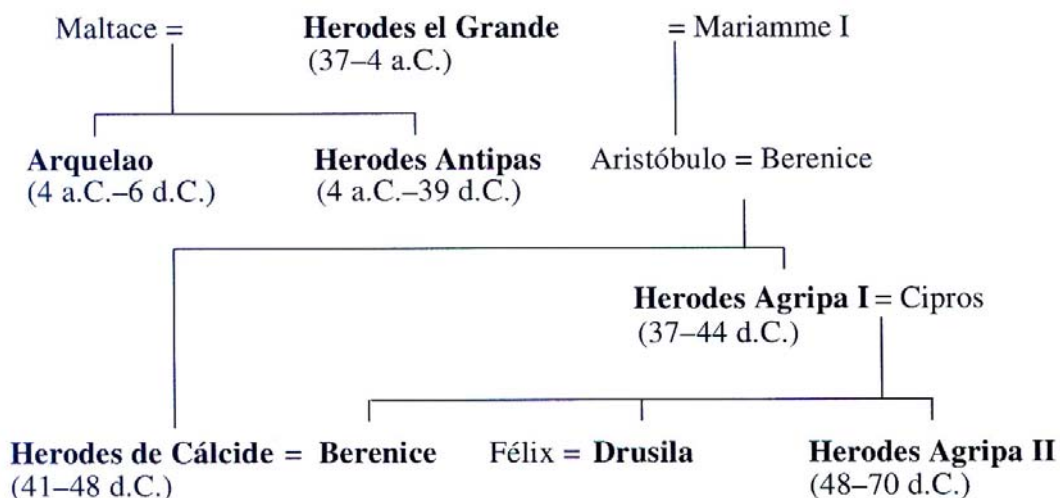 Maltace = Herodes el Grande = Mariamme I
(37–4 a.C.)
Arquelao Herodes Antipas Aristóbulo = Berenice
(4 a.C.–6 d.C.) (4 a.C.–39 d.C.)
Herodes Agripa I = Cipros
(37–44 d.C.)
Herodes de Cálcide = Berenice Félix = Drusila Herodes Agripa II
(41–48 d.C.) (48–70 d.C.)